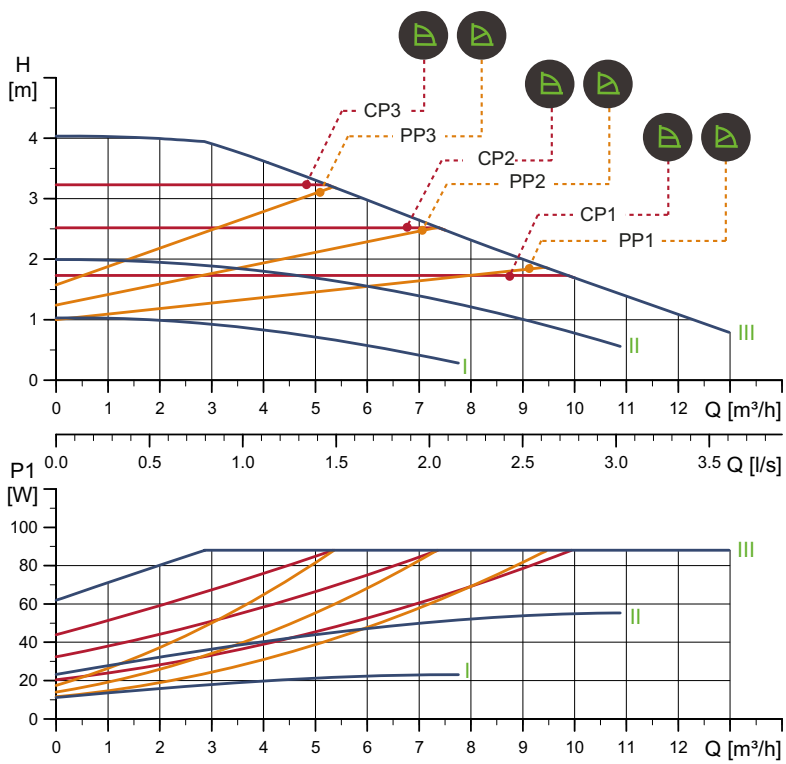 H
[m]
CP3
PP3
CP2
PP2
CP1
PP1
4
3
2
1
0
III
II
I
0 1 2 3 4 5 6 7 8 9 10 11 12 Q [m³/h]
0.0 0.5 1.0 1.5 2.0 2.5 3.0 3.5 Q [l/s]
P1
[W]
100
80
60
40
20
0
III
II
I
0 1 2 3 4 5 6 7 8 9 10 11 12 Q [m³/h]